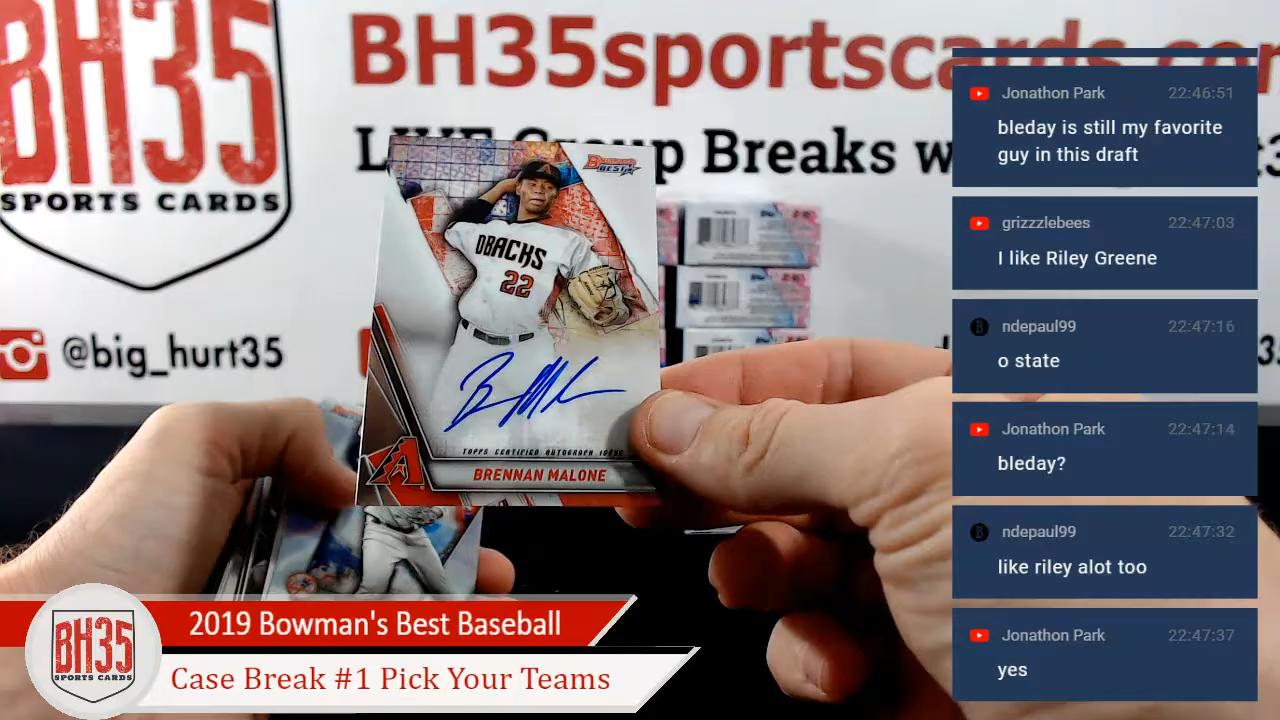 BH35
SPORTS CARDS
BH35sportscards.com
Group Breaks w
@big_hurt35
BOWMAN'S
BEST
DBACKS
22
TOPPS CERTIFIED AUTOGRAPH ISSUE
BRENNAN MALONE
Jonathon Park 22:46:51
bleday is still my favorite
guy in this draft
grizzzlebees 22:47:03
I like Riley Greene
ndepaul99 22:47:16
o state
Jonathon Park 22:47:14
bleday?
ndepaul99 22:47:32
like riley alot too
Jonathon Park 22:47:37
yes
BH35
SPORTS CARDS
2019 Bowman's Best Baseball
Case Break #1 Pick Your Teams